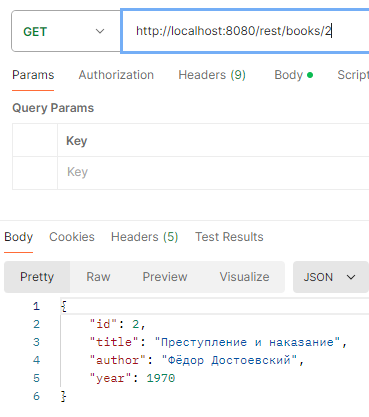 GET http://localhost:8080/rest/books/2
Params Authorization Headers (9) Body Script
Query Params
Key
Key
Body Cookies Headers (5) Test Results
Pretty Raw Preview Visualize JSON
1 {
2 "id": 2,
3 "title": "Преступление и наказание",
4 "author": "Фёдор Достоевский",
5 "year": 1970
6 }